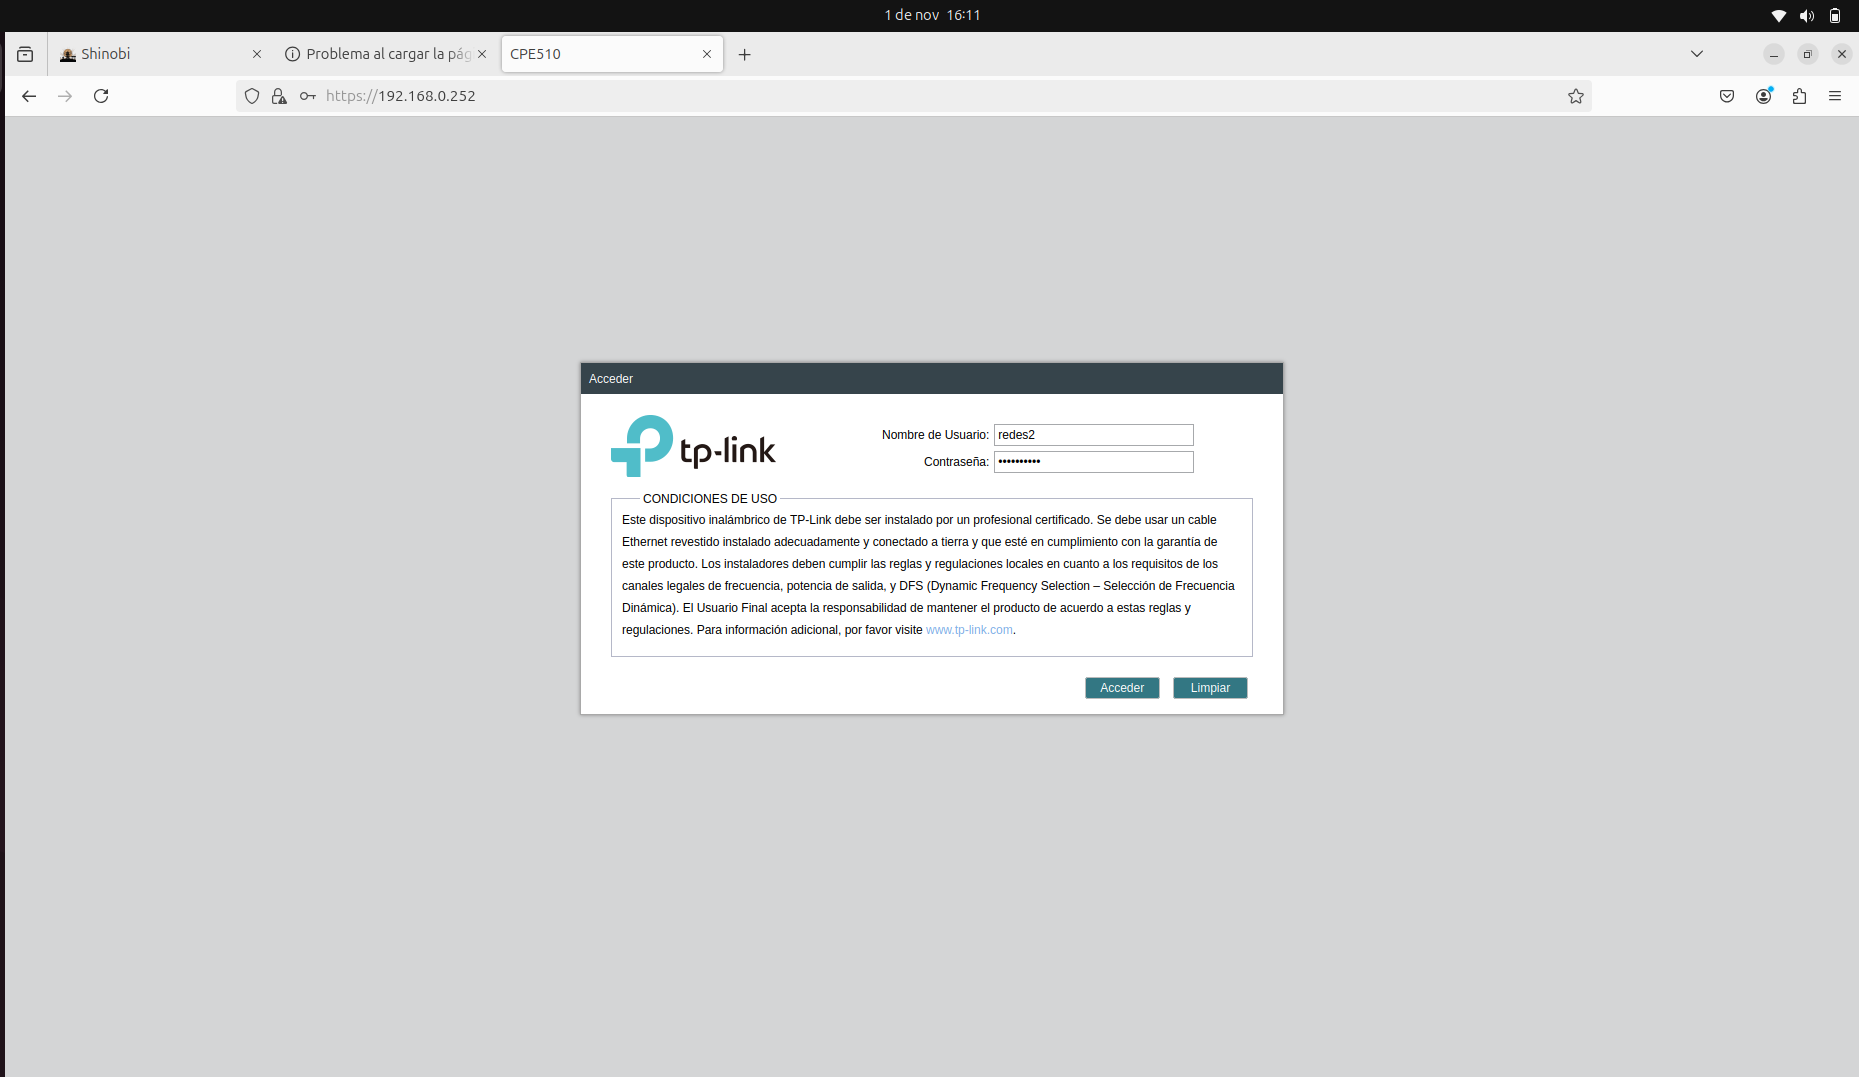 1 de nov 16:11
Shinobi
Problema al cargar la pág
CPE510
https://192.168.0.252
Acceder
tp-link
Nombre de Usuario: redes2
Contraseña: ••••••••••
CONDICIONES DE USO
Este dispositivo inalámbrico de TP-Link debe ser instalado por un profesional certificado. Se debe usar un cable
Ethernet revestido instalado adecuadamente y conectado a tierra y que esté en cumplimiento con la garantía de
este producto. Los instaladores deben cumplir las reglas y regulaciones locales en cuanto a los requisitos de los
canales legales de frecuencia, potencia de salida, y DFS (Dynamic Frequency Selection – Selección de Frecuencia
Dinámica). El Usuario Final acepta la responsabilidad de mantener el producto de acuerdo a estas reglas y
regulaciones. Para información adicional, por favor visite www.tp-link.com.
Acceder Limpiar